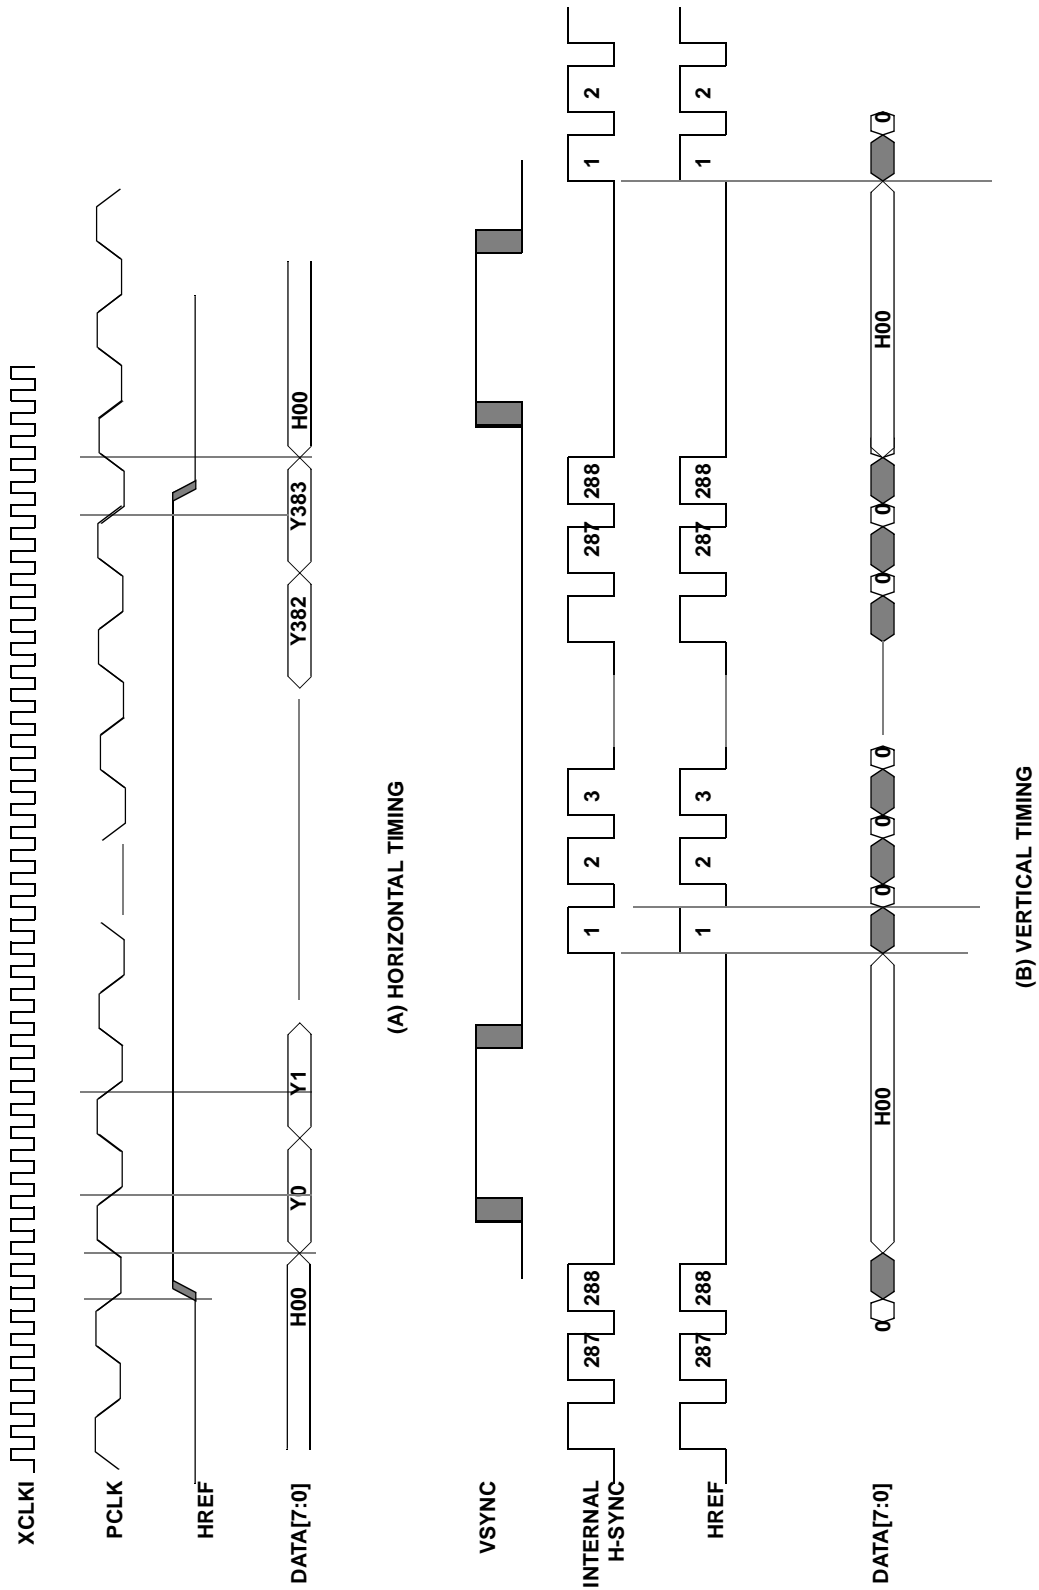 XCLKI
PCLK
HREF
DATA[7:0] H00 Y0 Y1 Y382 Y383 H00
(A) HORIZONTAL TIMING
VSYNC
INTERNAL
H-SYNC
287 288 1 2 3 287 288 1 2
HREF 287 288 1 2 3 287 288 1 2
DATA[7:0] 0 H00 0 0 0 0 0 H00 0
(B) VERTICAL TIMING